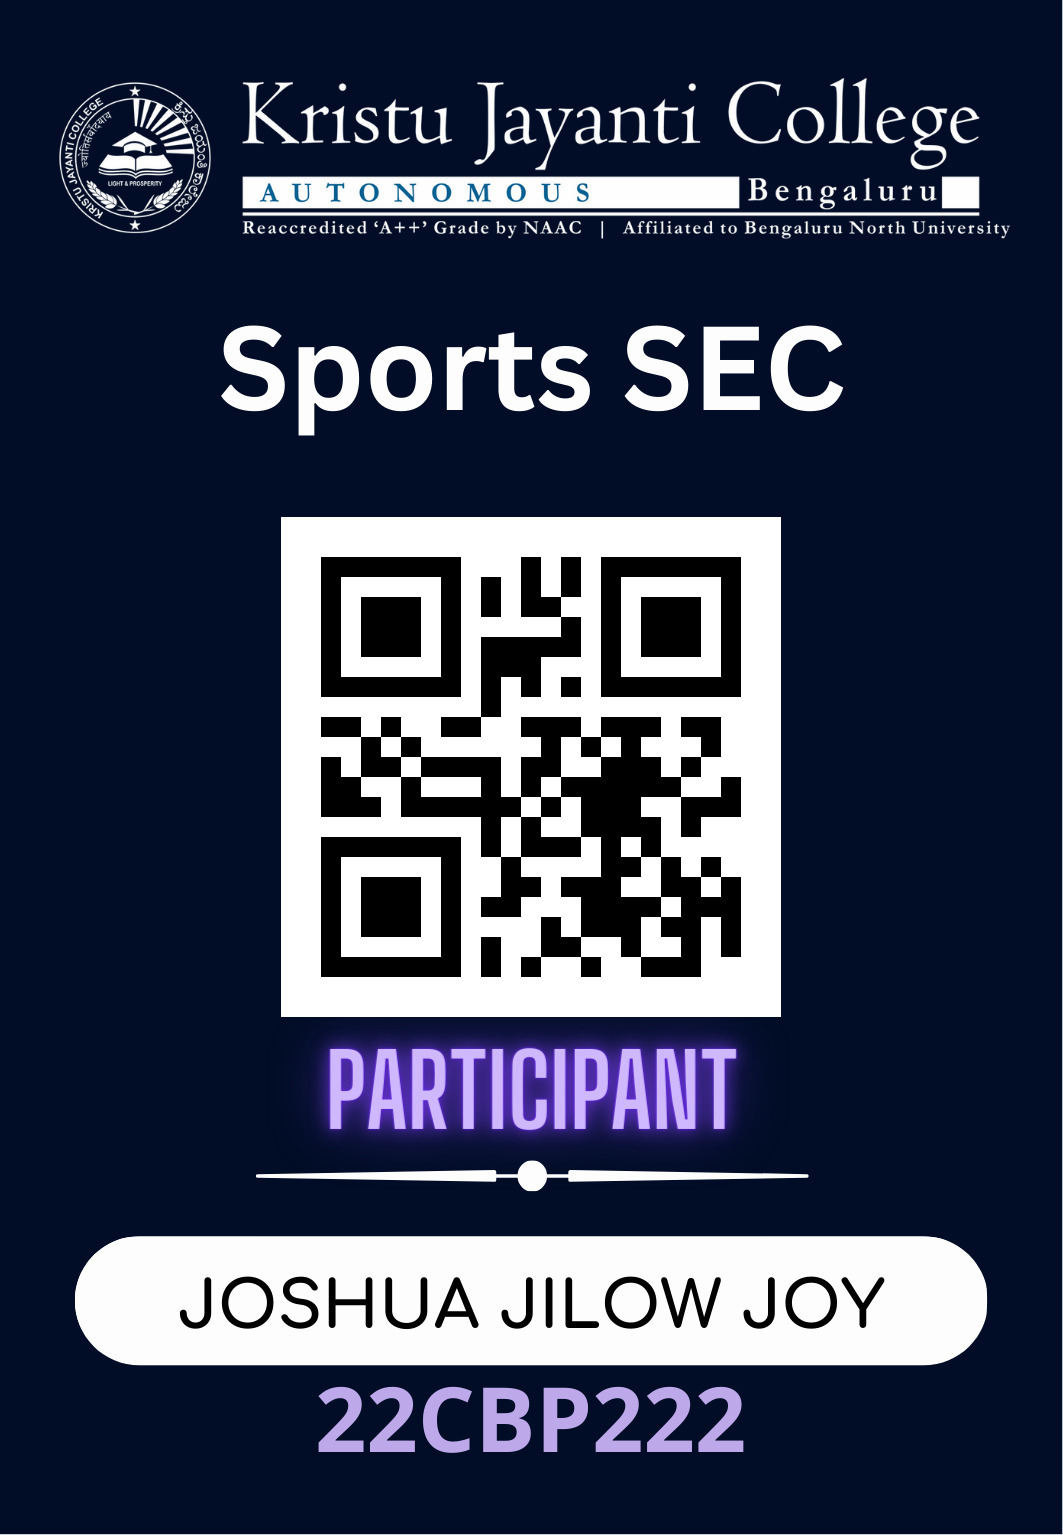 Kristu Jayanti College
AUTONOMOUS Bengaluru
Reaccredited ‘A++’ Grade by NAAC | Affiliated to Bengaluru North University
KRISTU JAYANTI COLLEGE
ಕ್ರಿಸ್ತು ಜಯಂತಿ ಕಾಲೇಜು
LIGHT & PROSPERITY
Sports SEC
PARTICIPANT
JOSHUA JILOW JOY
22CBP222